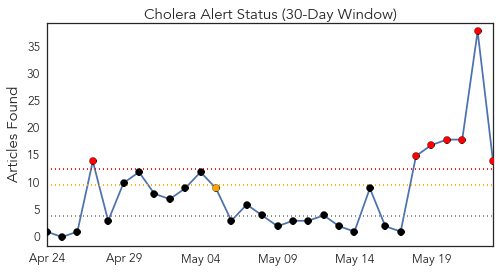 Cholera Alert Status (30-Day Window)
Articles Found
35
30
25
20
15
10
5
0
Apr 24 Apr 29 May 04 May 09 May 14 May 19